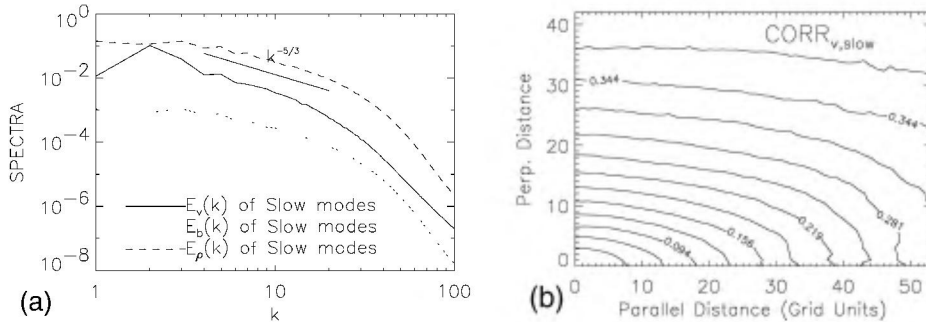 10^0
10^-2
10^-4
10^-6
10^-8
SPECTRA
k^-5/3
E_v(k) of Slow modes
E_b(k) of Slow modes
E_ρ(k) of Slow modes
1
10
100
k
(a)
CORR_v,slow
40
30
20
10
0
Perp. Distance
0.344
0.344
0.281
0.219
0.156
0.094
0
10
20
30
40
50
Parallel Distance (Grid Units)
(b)